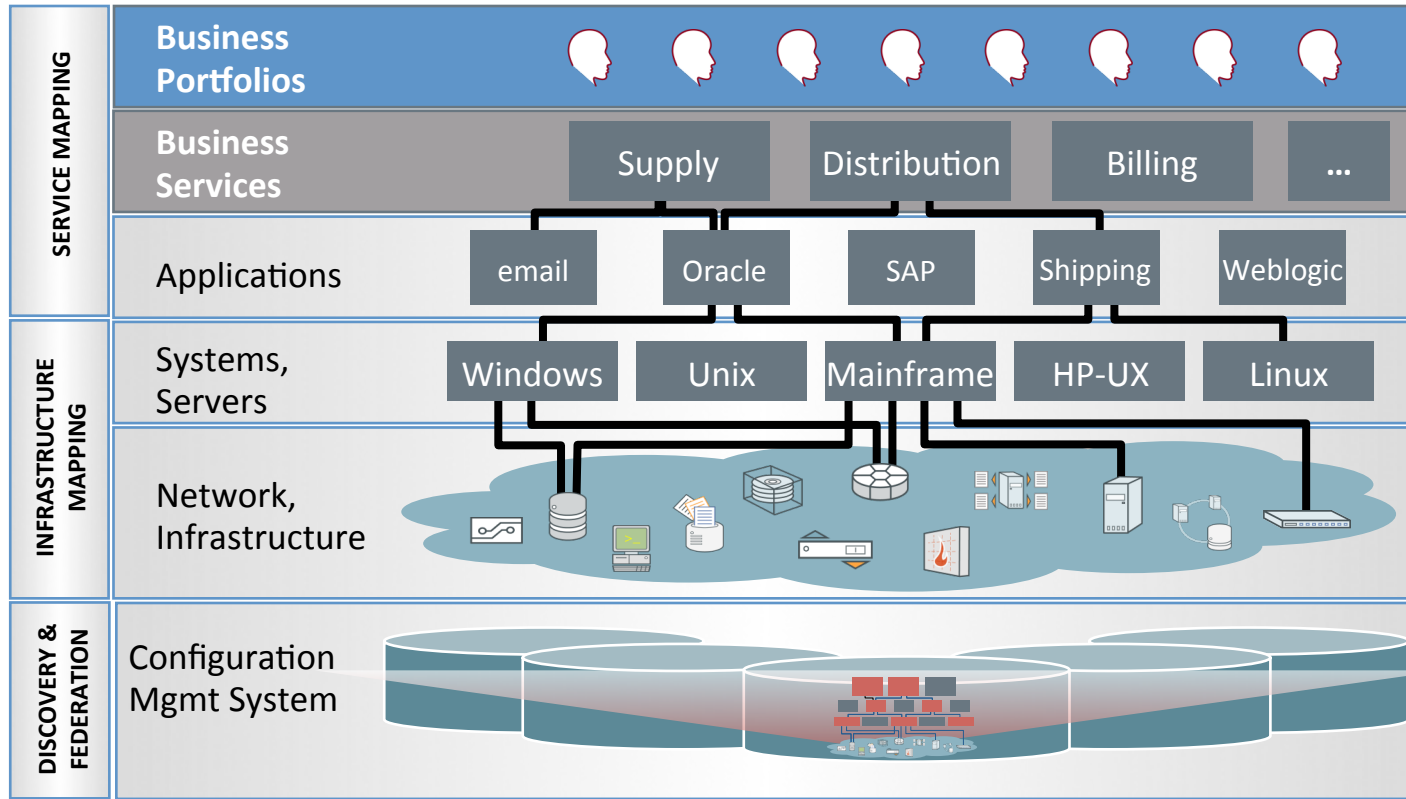 SERVICE MAPPING
Business
Portfolios
Business
Services
Supply
Distribution
Billing
...
Applications
email
Oracle
SAP
Shipping
Weblogic
INFRASTRUCTURE
MAPPING
Systems,
Servers
Windows
Unix
Mainframe
HP-UX
Linux
Network,
Infrastructure
>_
DISCOVERY &
FEDERATION
Configuration
Mgmt System